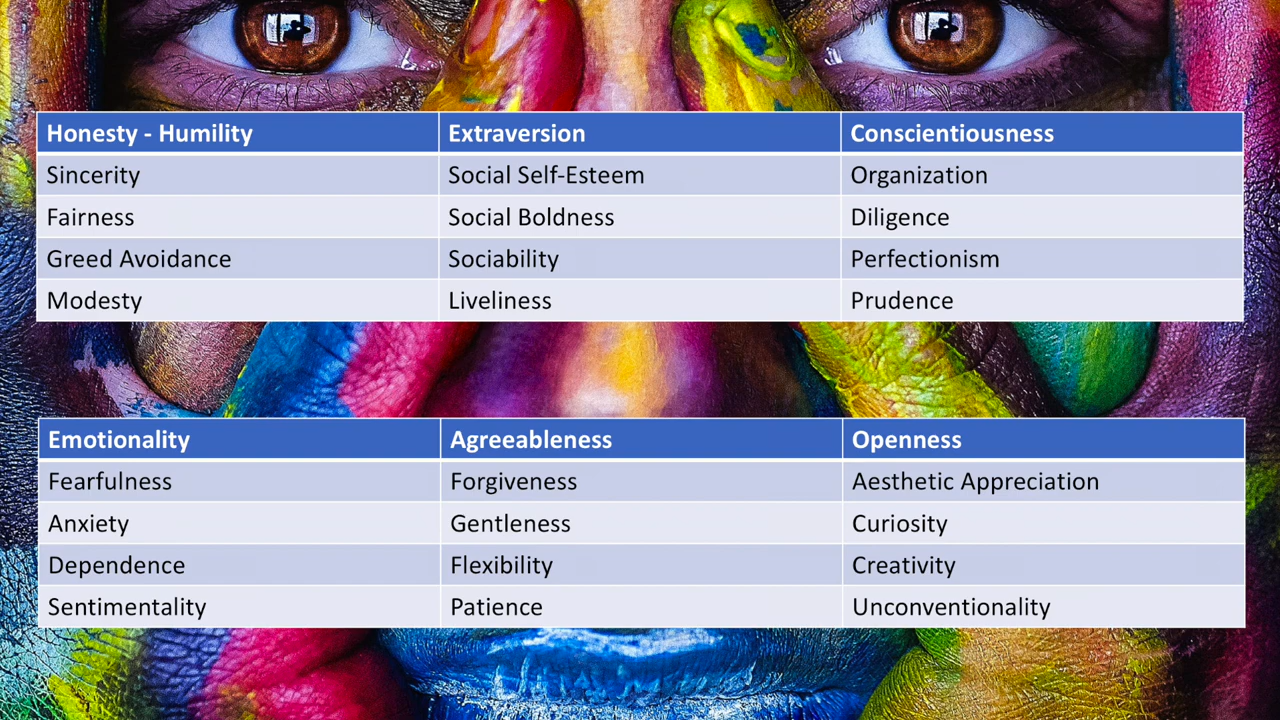 Honesty - Humility Extraversion Conscientiousness
Sincerity Social Self-Esteem Organization
Fairness Social Boldness Diligence
Greed Avoidance Sociability Perfectionism
Modesty Liveliness Prudence
Emotionality Agreeableness Openness
Fearfulness Forgiveness Aesthetic Appreciation
Anxiety Gentleness Curiosity
Dependence Flexibility Creativity
Sentimentality Patience Unconventionality